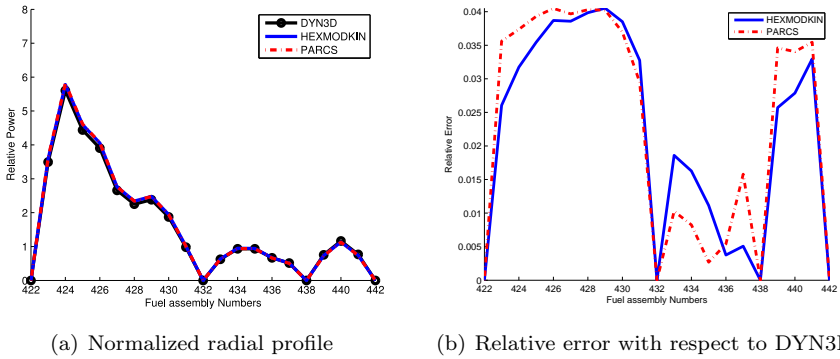 8
7
6
5
4
3
2
1
0
Relative Power
422 424 426 428 430 432 434 436 438 440 442
Fuel assembly Numbers
DYN3D
HEXMODKIN
PARCS
(a) Normalized radial profile
0.04
0.035
0.03
0.025
0.02
0.015
0.01
0.005
0
Relative Error
422 424 426 428 430 432 434 436 438 440 442
Fuel assembly Numbers
HEXMODKIN
PARCS
(b) Relative error with respect to DYN3